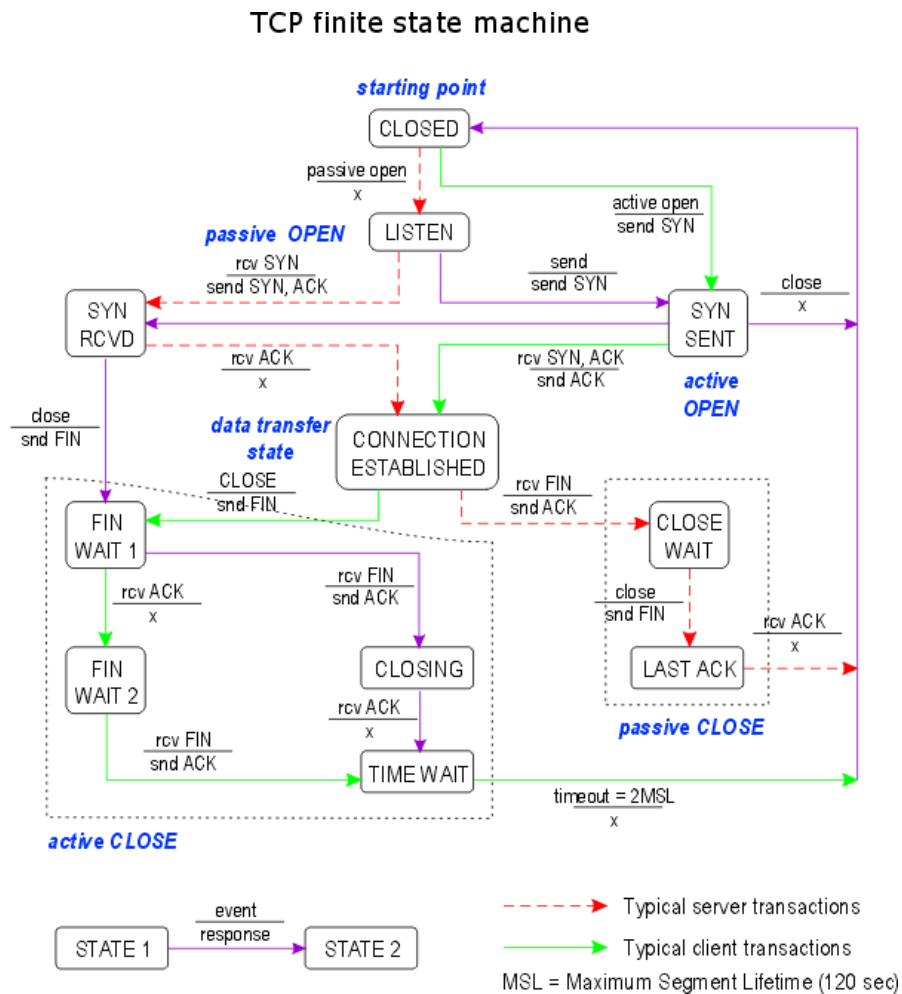 TCP finite state machine
starting point
CLOSED
passive open
x
active open
send SYN
LISTEN
passive OPEN
rcv SYN
send SYN, ACK
send
send SYN
close
x
SYN
RCVD
SYN
SENT
rcv ACK
x
rcv SYN, ACK
snd ACK
active
OPEN
close
snd FIN
data transfer
state
CONNECTION
ESTABLISHED
CLOSE
snd-FIN
rcv FIN
snd ACK
FIN
WAIT 1
CLOSE
WAIT
rcv FIN
snd ACK
rcv ACK
x
close
snd FIN
rcv ACK
x
FIN
WAIT 2
CLOSING
LAST ACK
rcv ACK
x
passive CLOSE
rcv FIN
snd ACK
TIME WAIT
timeout = 2MSL
x
active CLOSE
event
response
STATE 1
STATE 2
Typical server transactions
Typical client transactions
MSL = Maximum Segment Lifetime (120 sec)